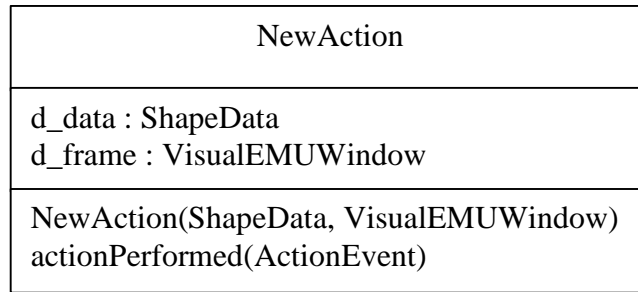 NewAction
d_data : ShapeData
d_frame : VisualEMUWindow
NewAction(ShapeData, VisualEMUWindow)
actionPerformed(ActionEvent)